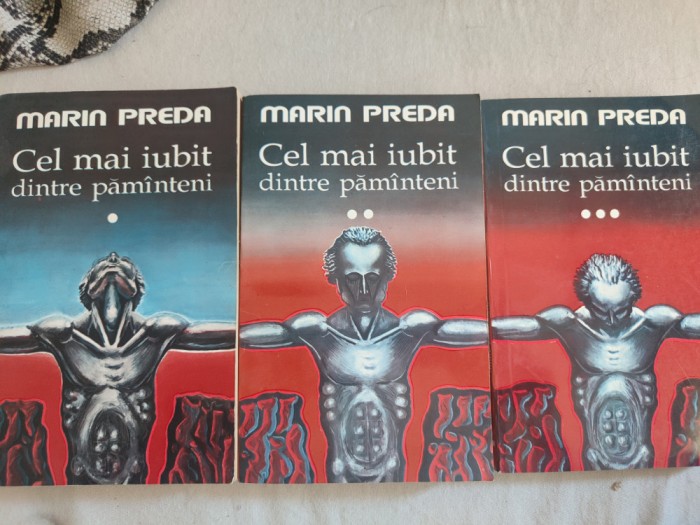 MARIN PREDA
Cel mai iubit
dintre pămînteni
MARIN PREDA
Cel mai iubit
dintre pămînteni
MARIN PREDA
Cel mai iubit
dintre pămînteni